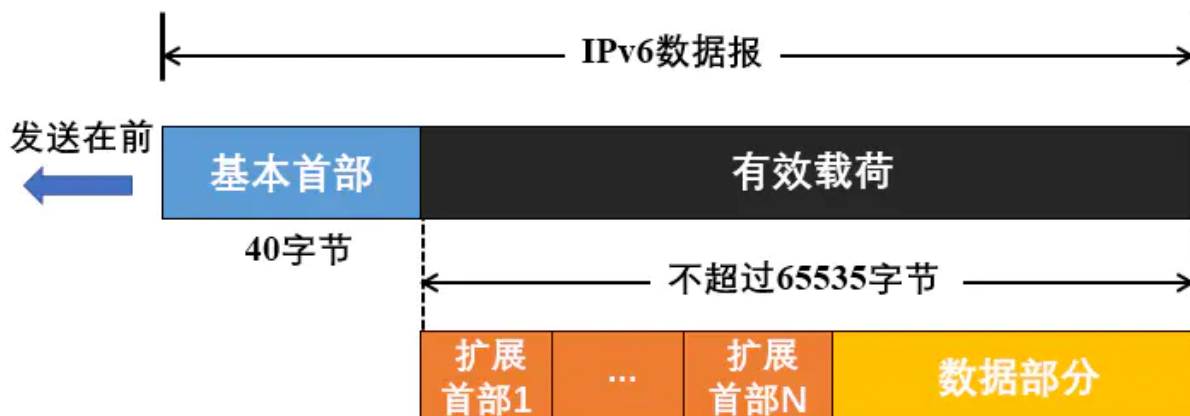 IPv6数据报
发送在前
基本首部
有效载荷
40字节
不超过65535字节
扩展
首部1
...
扩展
首部N
数据部分